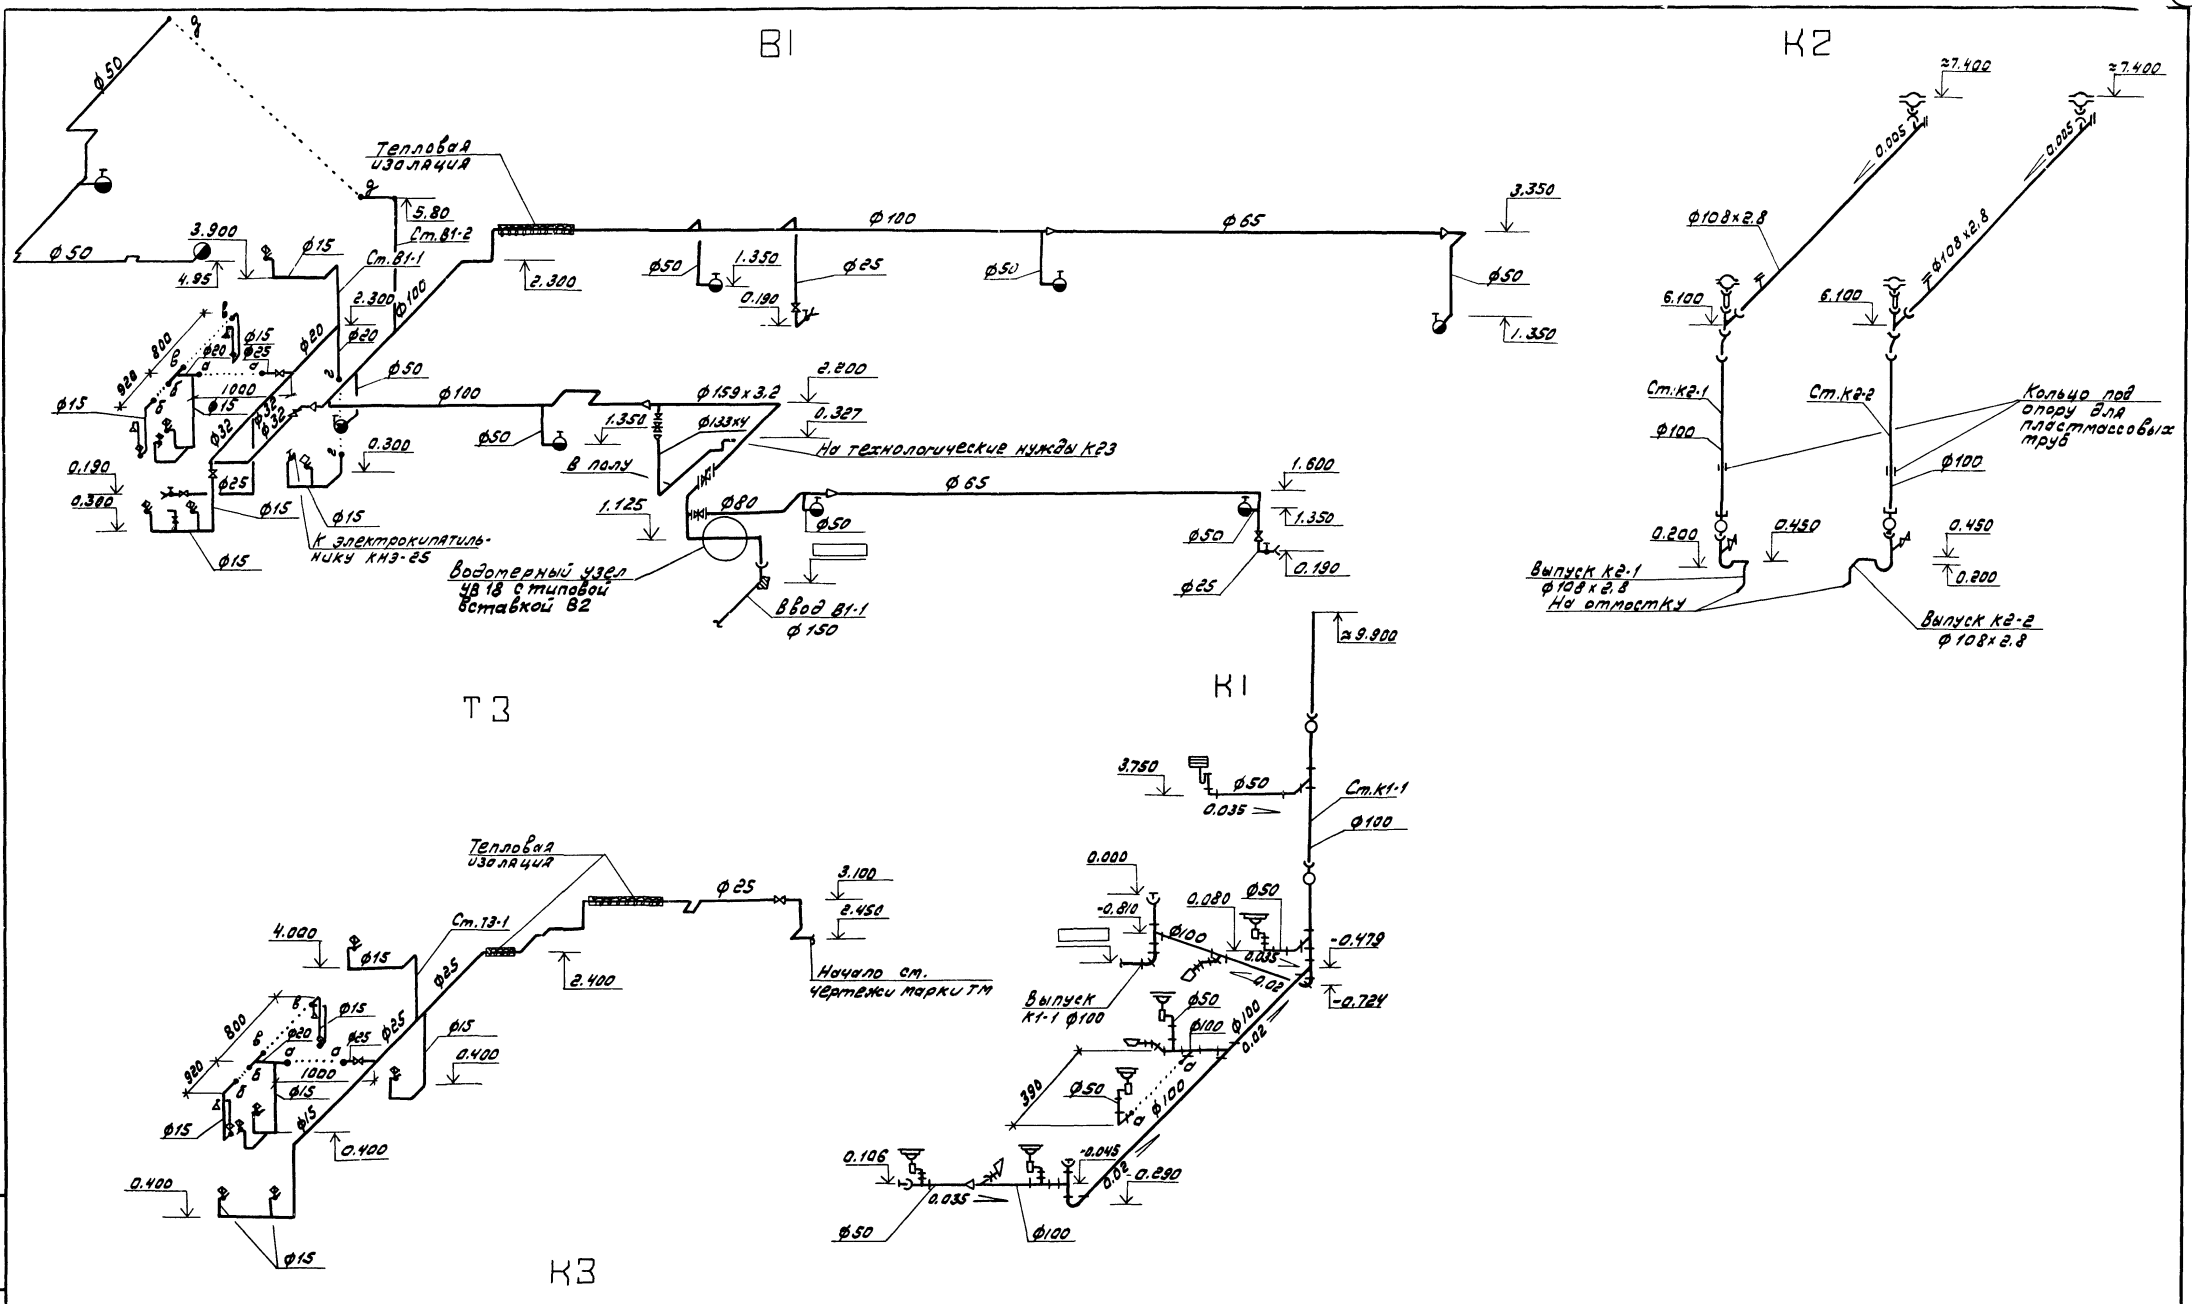 В1
д
ф50
Тепловая
изоляция
д
5.80
3.900
ф15
Ст.В1-2
Ст.В1-1
ф50
4.95
2.300
ф100
2.300
ф100
ф65
3.350
ф50
1.350
ф25
0.190
ф50
ф50
1.350
в
800
ф15
ф20
ф25
ф20
ф20
в
а
а
920
б
1000
г
ф50
ф15
б
ф15
ф32
ф32
ф32
ф100
ф159х3,2
2.200
0.327
ф133х4
1.350
ф50
На технологические нужды К23
В полу
г
0.300
0.190
0.300
ф25
ф15
ф15
ф15
К электрокипятиль-
нику КНЭ-25
1.125
ф80
ф65
ф50
1.600
1.350
ф50
0.190
ф25
Водомерный узел
УВ 18 с типовой
вставкой В2
Ввод В1-1
ф150
К2
≈7.400
≈7.400
0.005
0.005
ф108х2.8
ф108х2.8
6.100
6.100
Ст.К2-1
Ст.К2-2
Кольцо под
опору для
пластмассовых
труб
ф100
ф100
0.200
0.450
0.450
0.200
Выпуск К2-1
ф108х2,8
На отмостку
Выпуск К2-2
ф108х2.8
Т3
Тепловая
изоляция
ф25
3.100
2.450
Ст.Т3-1
4.000
ф15
ф25
2.400
Начало см.
чертежи марки ТМ
в
800
ф15
ф20
ф25
ф25
ф15
в
а
а
920
б
1000
0.400
б
ф15
ф15
ф15
0.400
0.400
ф15
К1
≈9.900
3.750
ф50
0.035
Ст.К1-1
ф100
0.000
-0.810
0.080
ф50
ф100
0.035
-0.479
0.02
-0.724
Выпуск
К1-1 ф100
ф50
ф100
ф100
0.02
а
390
ф50
а
ф100
0.106
0.035
-0.045
0.02
-0.290
ф50
ф100
К3